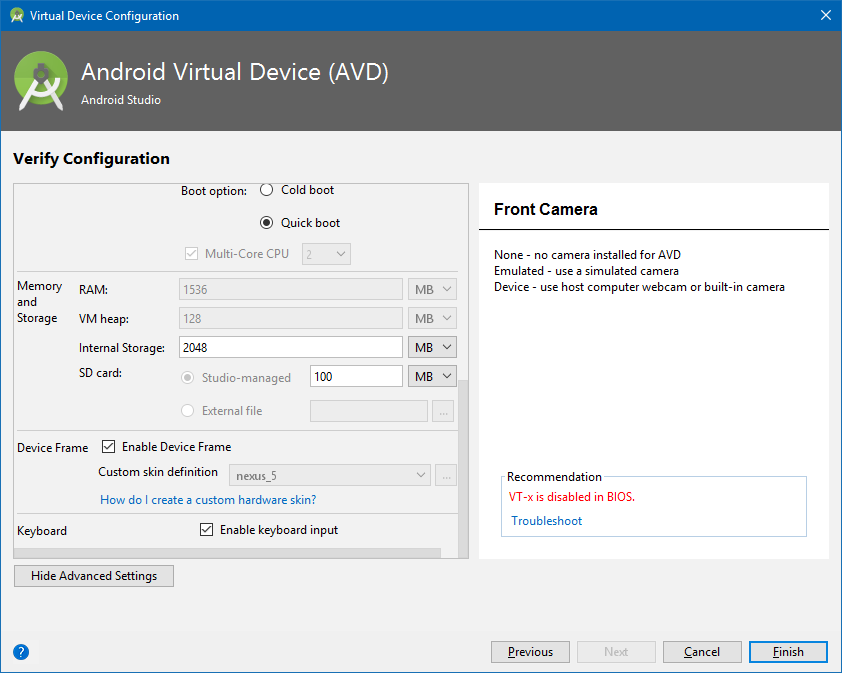 Virtual Device Configuration
Android Virtual Device (AVD)
Android Studio
Verify Configuration
Boot option: Cold boot
Quick boot
Multi-Core CPU 2
Memory and Storage
RAM: 1536 MB
VM heap: 128 MB
Internal Storage: 2048 MB
SD card: Studio-managed 100 MB
External file ...
Device Frame Enable Device Frame
Custom skin definition nexus_5 ...
How do I create a custom hardware skin?
Keyboard Enable keyboard input
Hide Advanced Settings
Front Camera
None - no camera installed for AVD
Emulated - use a simulated camera
Device - use host computer webcam or built-in camera
Recommendation
VT-x is disabled in BIOS.
Troubleshoot
? Previous Next Cancel Finish